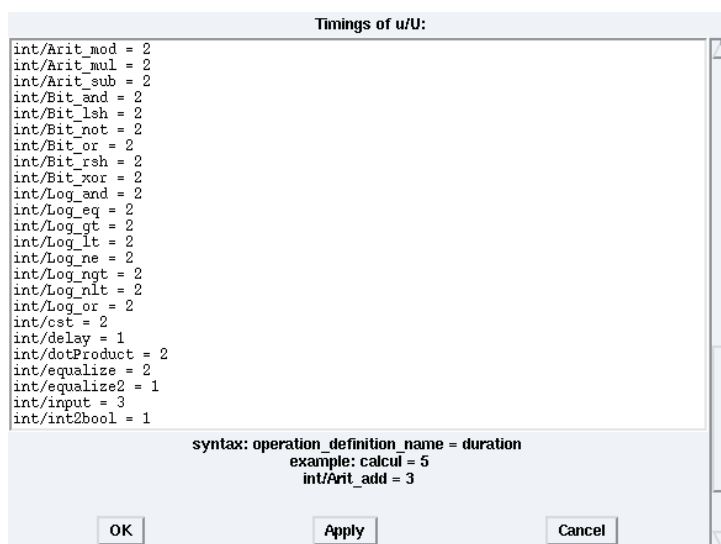 Timings of u/U:
int/Arit_mod = 2
int/Arit_mul = 2
int/Arit_sub = 2
int/Bit_and = 2
int/Bit_lsh = 2
int/Bit_not = 2
int/Bit_or = 2
int/Bit_rsh = 2
int/Bit_xor = 2
int/Log_and = 2
int/Log_eq = 2
int/Log_gt = 2
int/Log_lt = 2
int/Log_ne = 2
int/Log_ngt = 2
int/Log_nlt = 2
int/Log_or = 2
int/cst = 2
int/delay = 1
int/dotProduct = 2
int/equalize = 2
int/equalize2 = 1
int/input = 3
int/int2bool = 1
syntax: operation_definition_name = duration
example: calcul = 5
int/Arit_add = 3
OK Apply Cancel